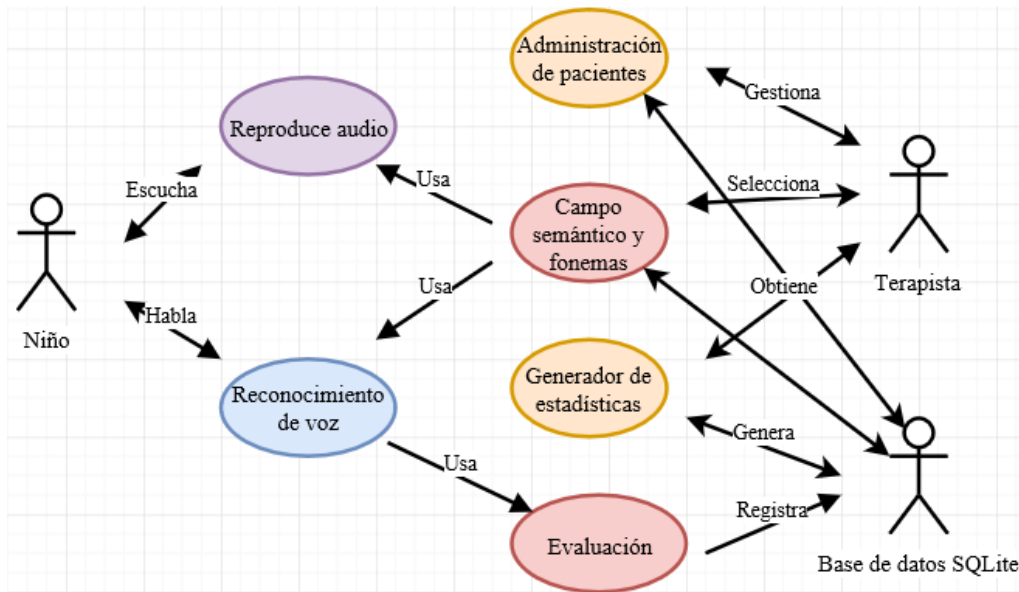 Administración
de pacientes
Gestiona
Reproduce audio
Escucha
Usa
Selecciona
Campo
semántico y
fonemas
Niño
Terapista
Usa
Obtiene
Habla
Generador de
estadísticas
Reconocimiento
de voz
Genera
Usa
Registra
Evaluación
Base de datos SQLite